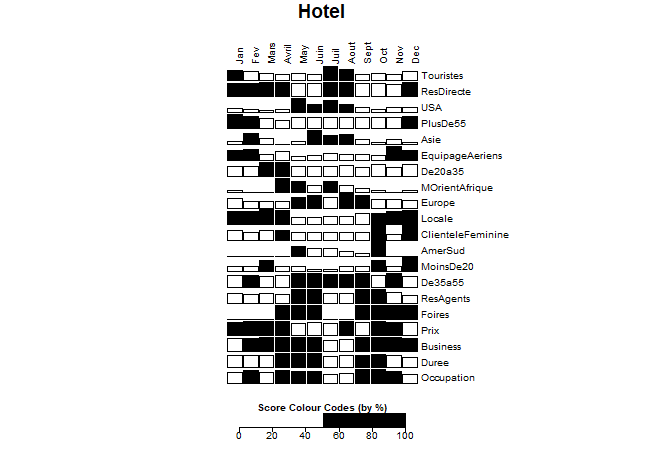 Hotel
Jan Fev Mars Avril May Juin Juil Aout Sept Oct Nov Dec
Touristes
ResDirecte
USA
PlusDe55
Asie
EquipageAeriens
De20a35
MOrientAfrique
Europe
Locale
ClienteleFeminine
AmerSud
MoinsDe20
De35a55
ResAgents
Foires
Prix
Business
Duree
Occupation
Score Colour Codes (by %)
0 20 40 60 80 100